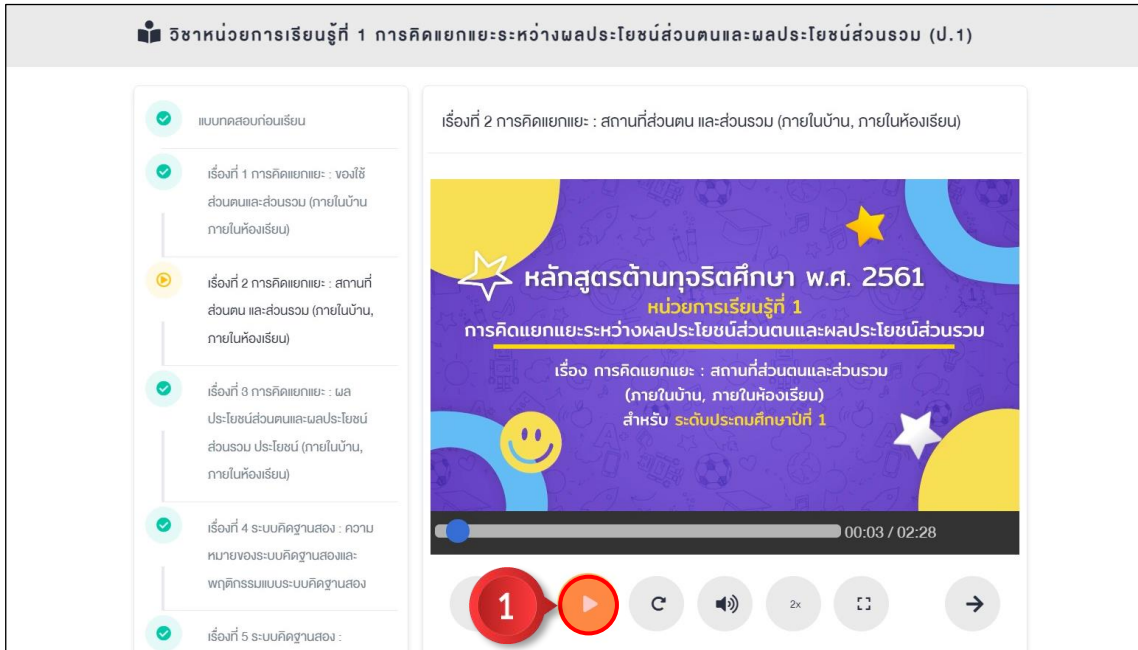 วิชาหน่วยการเรียนรู้ที่ 1 การคิดแยกแยะระหว่างผลประโยชน์ส่วนตนและผลประโยชน์ส่วนรวม (ป.1)
แบบทดสอบก่อนเรียน
เรื่องที่ 1 การคิดแยกแยะ : ของใช้
ส่วนตนและส่วนรวม (ภายในบ้าน
ภายในห้องเรียน)
เรื่องที่ 2 การคิดแยกแยะ : สถานที่
ส่วนตน และส่วนรวม (ภายในบ้าน,
ภายในห้องเรียน)
เรื่องที่ 3 การคิดแยกแยะ : ผล
ประโยชน์ส่วนตนและผลประโยชน์
ส่วนรวม ประโยชน์ (ภายในบ้าน,
ภายในห้องเรียน)
เรื่องที่ 4 ระบบคิดฐานสอง : ความ
หมายของระบบคิดฐานสองและ
พฤติกรรมแบบระบบคิดฐานสอง
เรื่องที่ 5 ระบบคิดฐานสอง :
เรื่องที่ 2 การคิดแยกแยะ : สถานที่ส่วนตน และส่วนรวม (ภายในบ้าน, ภายในห้องเรียน)
หลักสูตรต้านทุจริตศึกษา พ.ศ. 2561
หน่วยการเรียนรู้ที่ 1
การคิดแยกแยะระหว่างผลประโยชน์ส่วนตนและผลประโยชน์ส่วนรวม
เรื่อง การคิดแยกแยะ : สถานที่ส่วนตนและส่วนรวม
(ภายในบ้าน, ภายในห้องเรียน)
สำหรับ ระดับประถมศึกษาปีที่ 1
00:03 / 02:28
1
2x